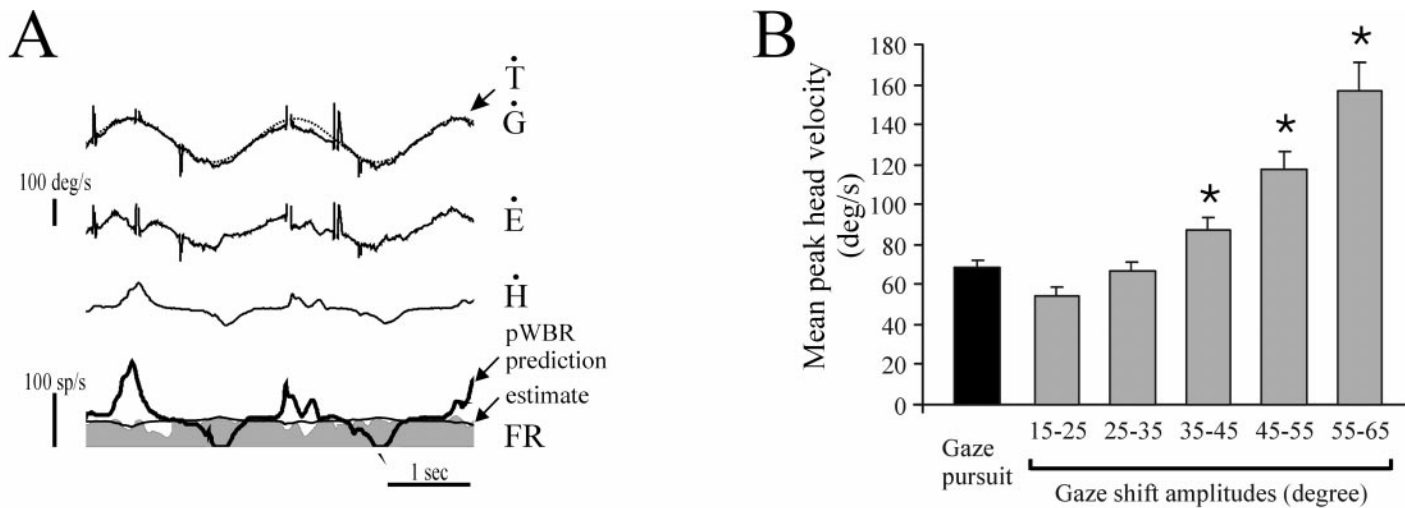 A
Ṫ
Ġ
100 deg/s
Ė
Ḣ
pWBR
prediction
100 sp/s
estimate
FR
1 sec
B
Mean peak head velocity
(deg/s)
180
160
140
120
100
80
60
40
20
0
*
*
*
Gaze
pursuit
15-25
25-35
35-45
45-55
55-65
Gaze shift amplitudes (degree)